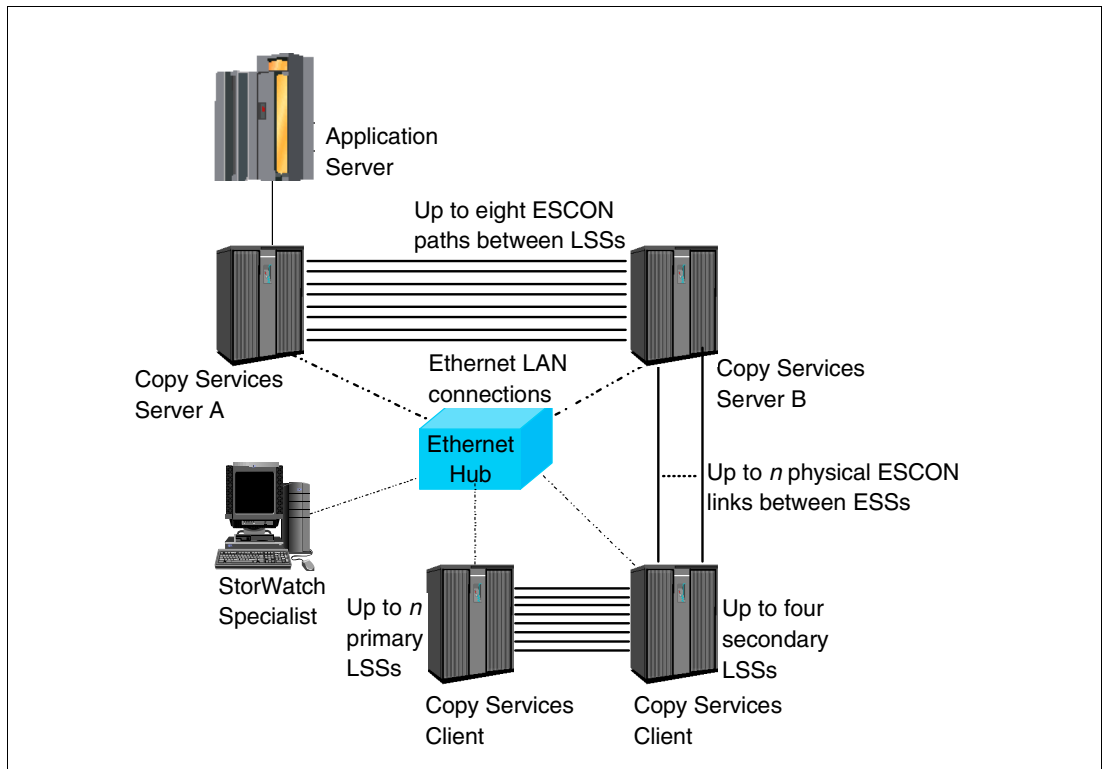 Application
Server
Up to eight ESCON
paths between LSSs
Copy Services
Server A
Ethernet LAN
connections
Copy Services
Server B
Ethernet
Hub
Up to n physical ESCON
links between ESSs
StorWatch
Specialist
Up to n
primary
LSSs
Up to four
secondary
LSSs
Copy Services
Client
Copy Services
Client